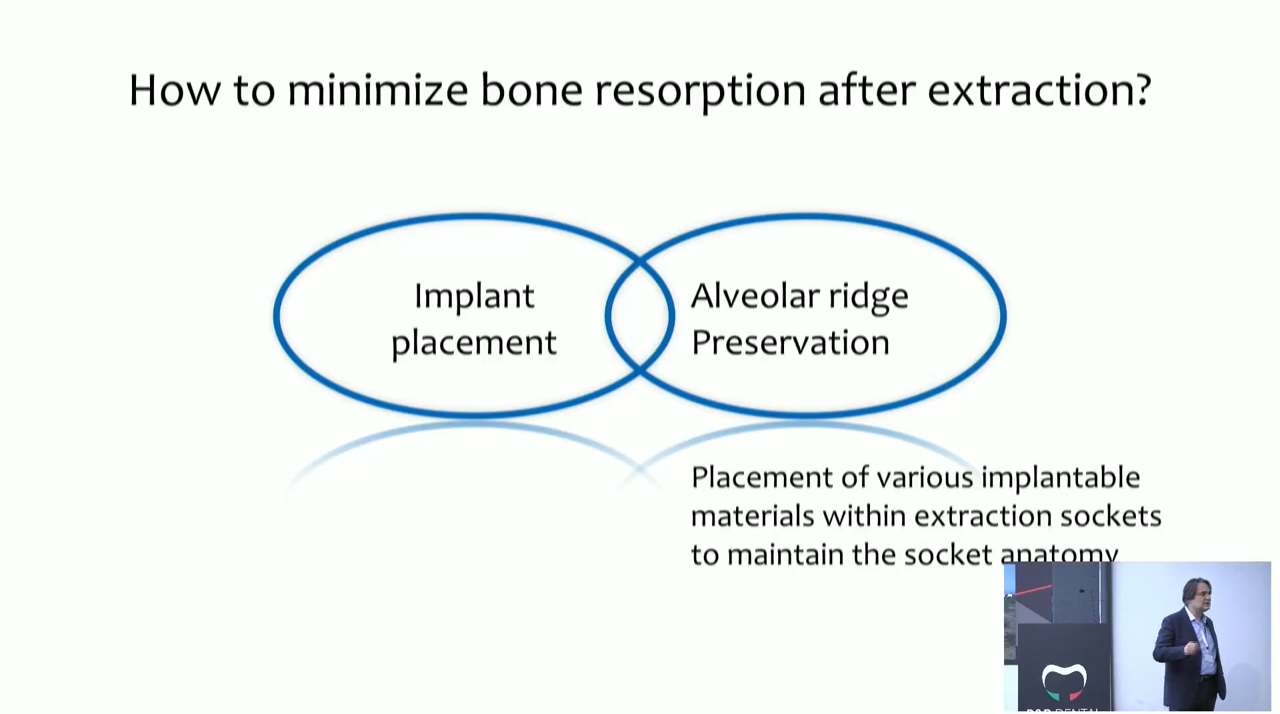 How to minimize bone resorption after extraction?
Implant
placement
Alveolar ridge
Preservation
Placement of various implantable
materials within extraction sockets
to maintain the socket anatomy
DENTAL